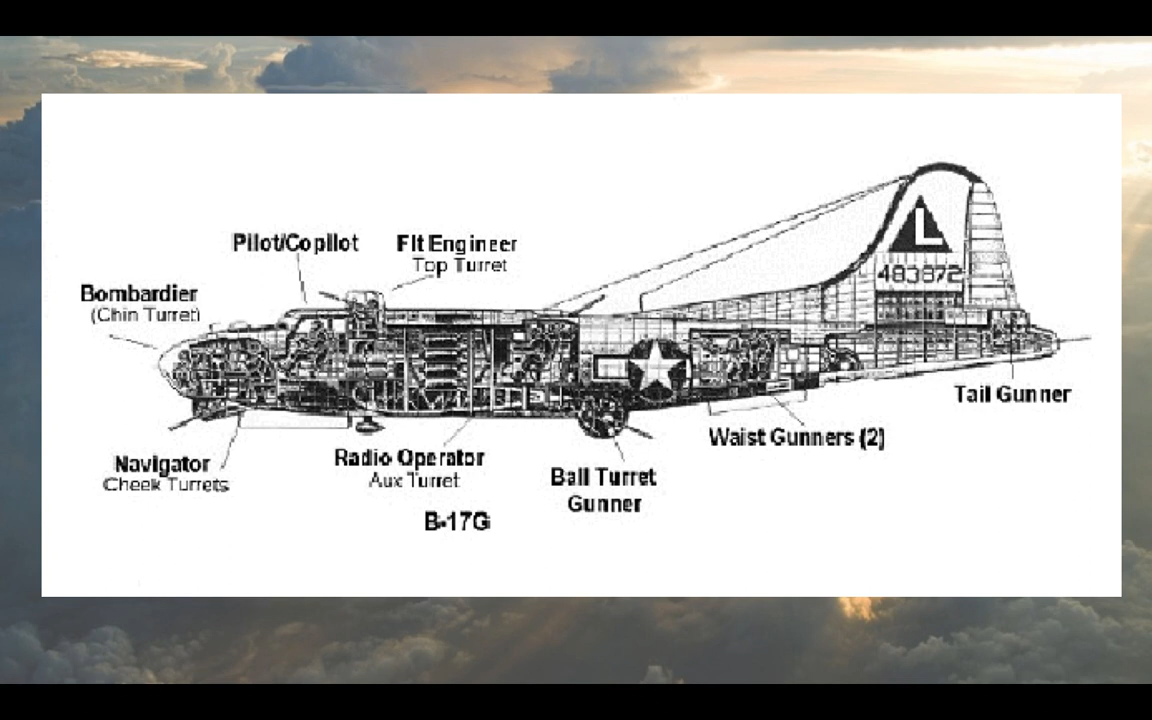 L
483872
Pilot/Copilot
Flt Engineer
Top Turret
Bombardier
(Chin Turret)
Tail Gunner
Waist Gunners (2)
Navigator
Cheek Turrets
Radio Operator
Aux Turret
Ball Turret
Gunner
B-17G